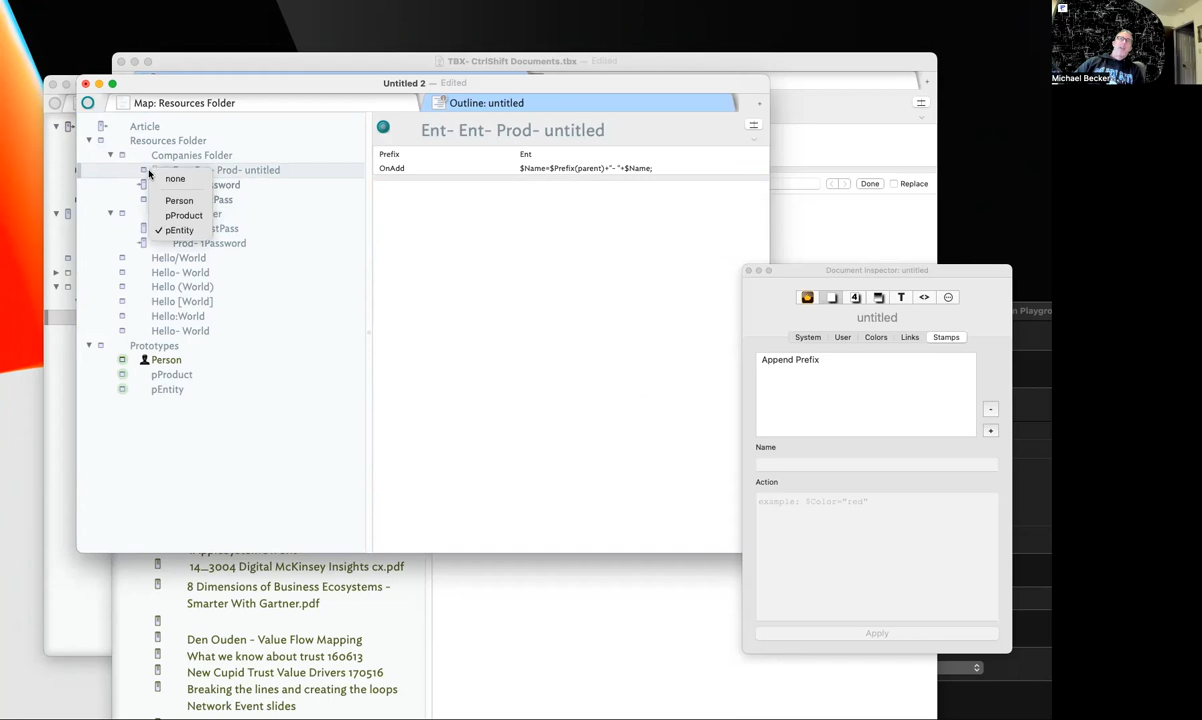 Michael Becker
TBX- CtrlShift Documents.tbx — Edited
Untitled 2 — Edited
Map: Resources Folder
Outline: untitled
Article
Resources Folder
Companies Folder
Prod- untitled
none
Person
pProduct
✓ pEntity
Hello/World
Hello- World
Hello (World)
Hello [World]
Hello:World
Hello- World
Prototypes
Person
pProduct
pEntity
Ent- Ent- Prod- untitled
Prefix Ent
OnAdd $Name=$Prefix(parent)+"- "+$Name;
Done Replace
Document Inspector: untitled
untitled
System User Colors Links Stamps
Append Prefix
-
+
Name
Action
example: $Color="red"
Apply
14_3004 Digital McKinsey Insights cx.pdf
8 Dimensions of Business Ecosystems -
Smarter With Gartner.pdf
Den Ouden - Value Flow Mapping
What we know about trust 160613
New Cupid Trust Value Drivers 170516
Breaking the lines and creating the loops
Network Event slides